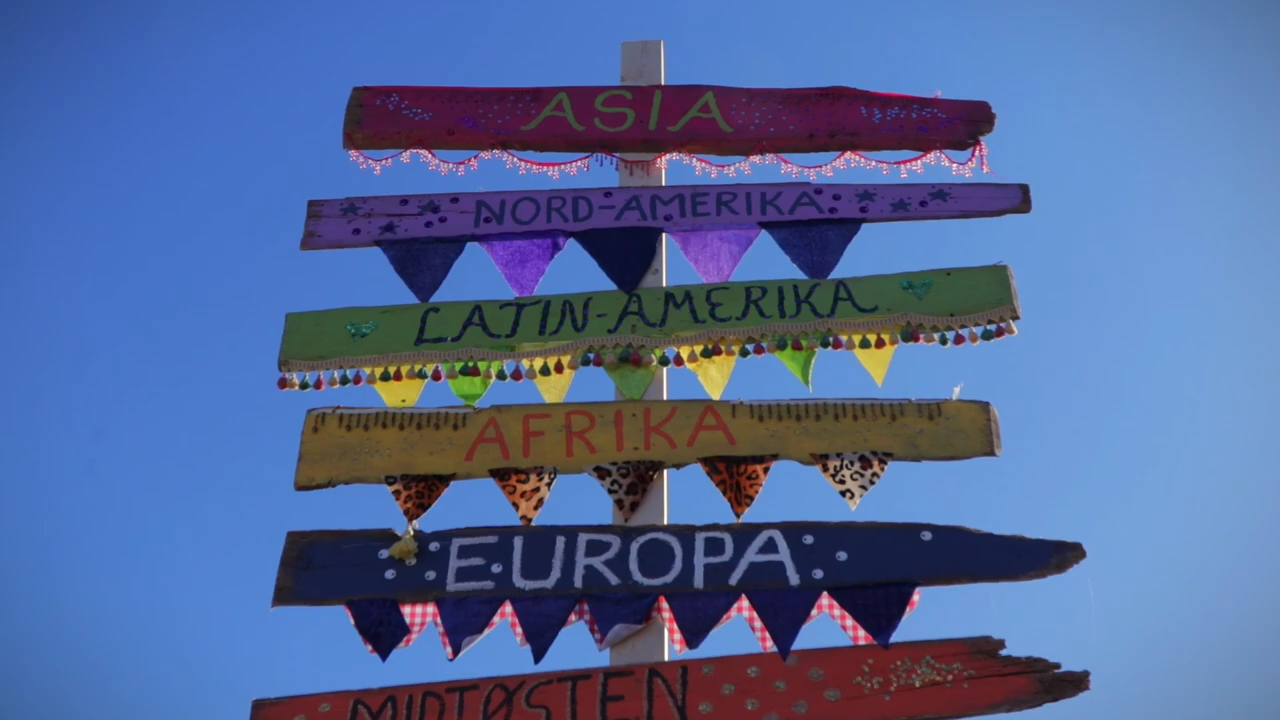 ASIA
NORD-AMERIKA
LATIN-AMERIKA
AFRIKA
EUROPA
MIDTØSTEN